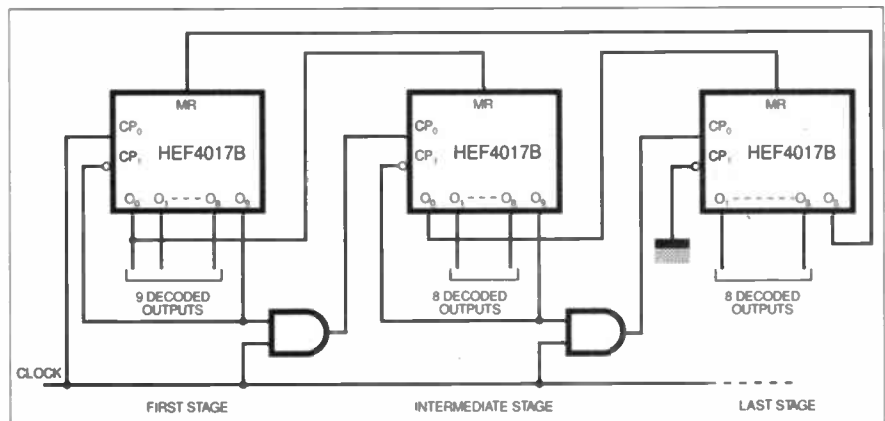 MR
CP₀
CP₁
HEF4017B
O₀ O₁ ---- O₈ O₉
9 DECODED
OUTPUTS
MR
CP₀
CP₁
HEF4017B
O₀ O₁ ---- O₈ O₉
8 DECODED
OUTPUTS
MR
CP₀
CP₁
HEF4017B
O₁ -------- O₈ O₉
8 DECODED
OUTPUTS
CLOCK
FIRST STAGE
INTERMEDIATE STAGE
LAST STAGE